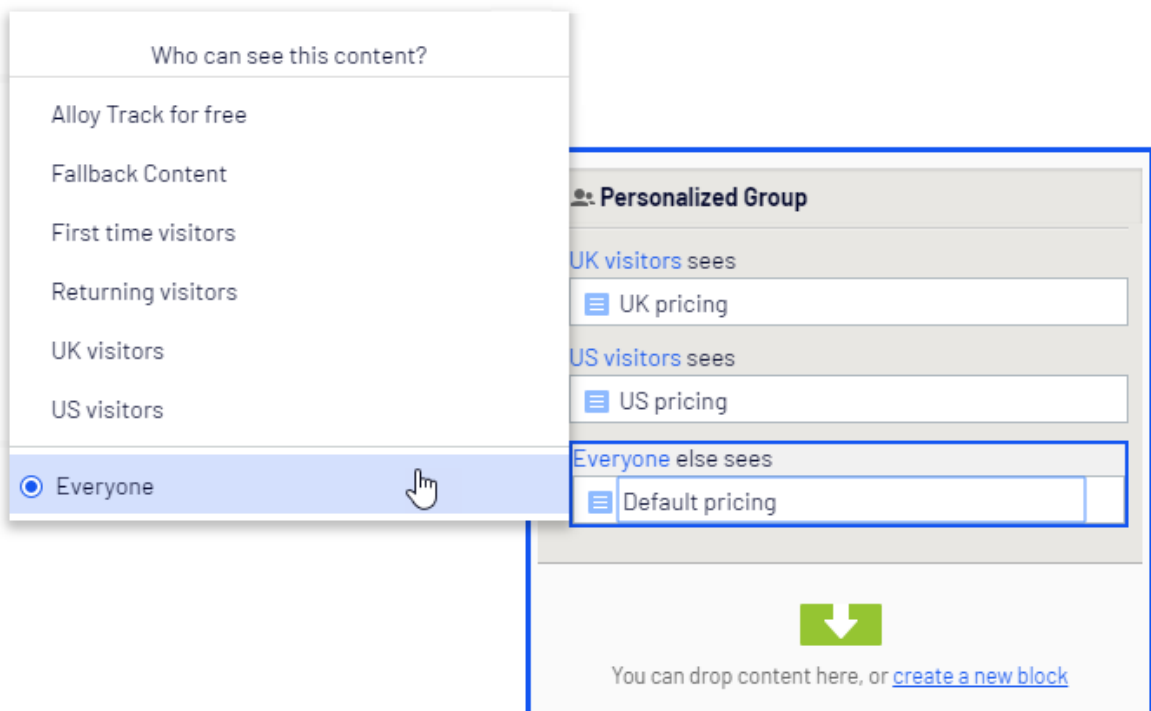 Who can see this content?
Alloy Track for free
Fallback Content
First time visitors
Returning visitors
UK visitors
US visitors
Everyone
Personalized Group
UK visitors sees
UK pricing
US visitors sees
US pricing
Everyone else sees
Default pricing
You can drop content here, or create a new block